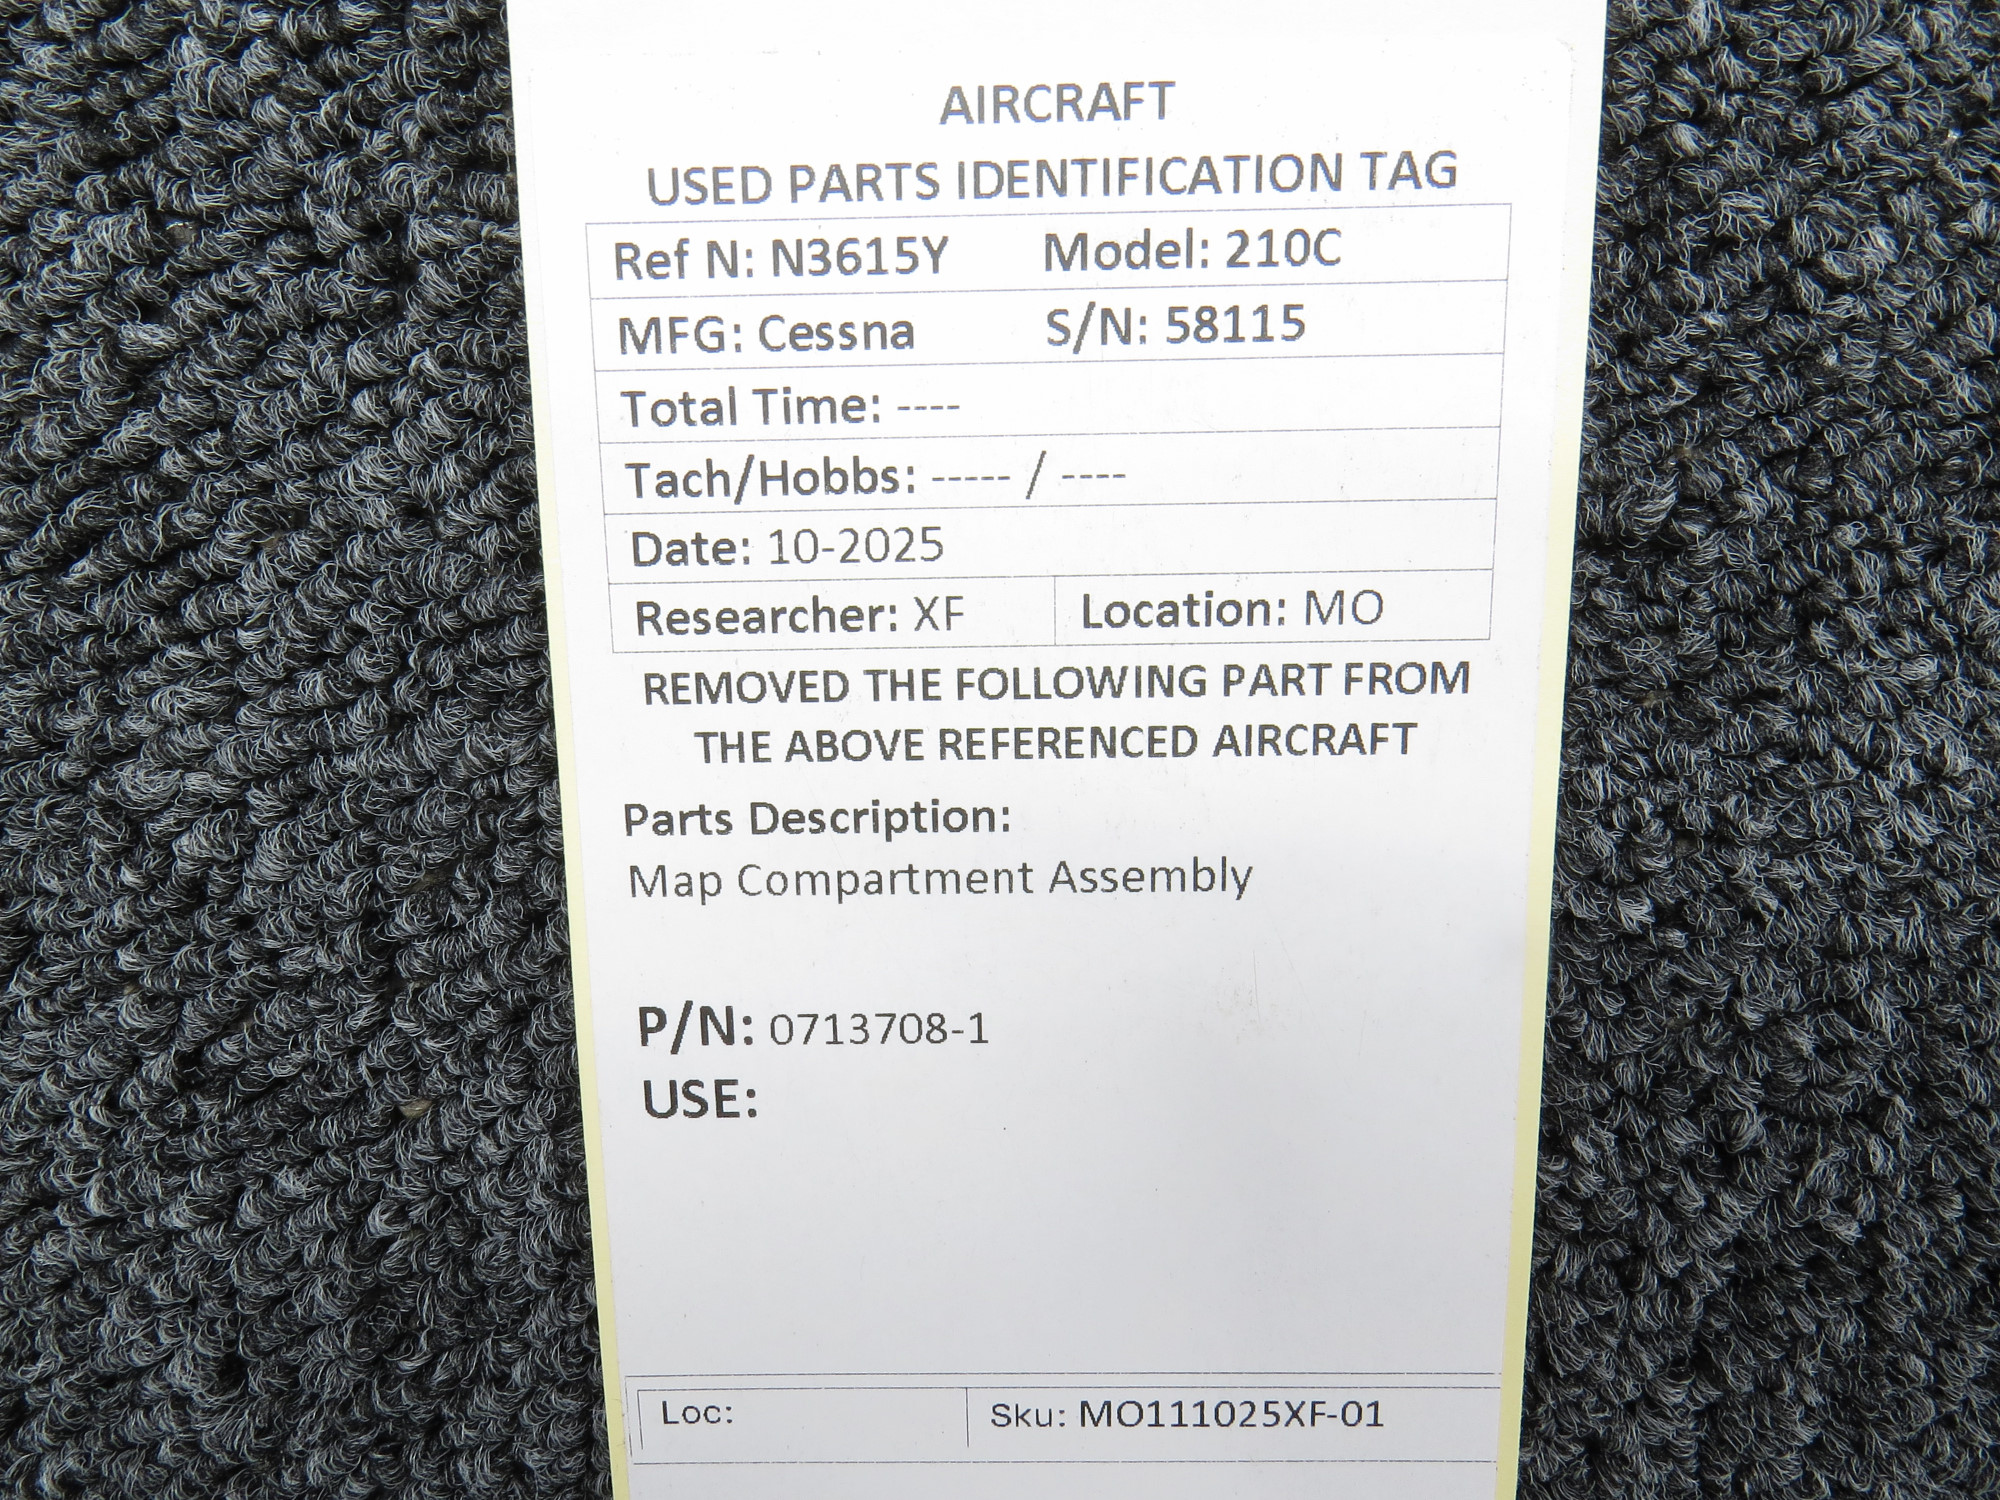 AIRCRAFT
USED PARTS IDENTIFICATION TAG
Ref N: N3615Y Model: 210C
MFG: Cessna S/N: 58115
Total Time: ----
Tach/Hobbs: ----- / ----
Date: 10-2025
Researcher: XF Location: MO
REMOVED THE FOLLOWING PART FROM
THE ABOVE REFERENCED AIRCRAFT
Parts Description:
Map Compartment Assembly
P/N: 0713708-1
USE:
Loc: Sku: MO111025XF-01